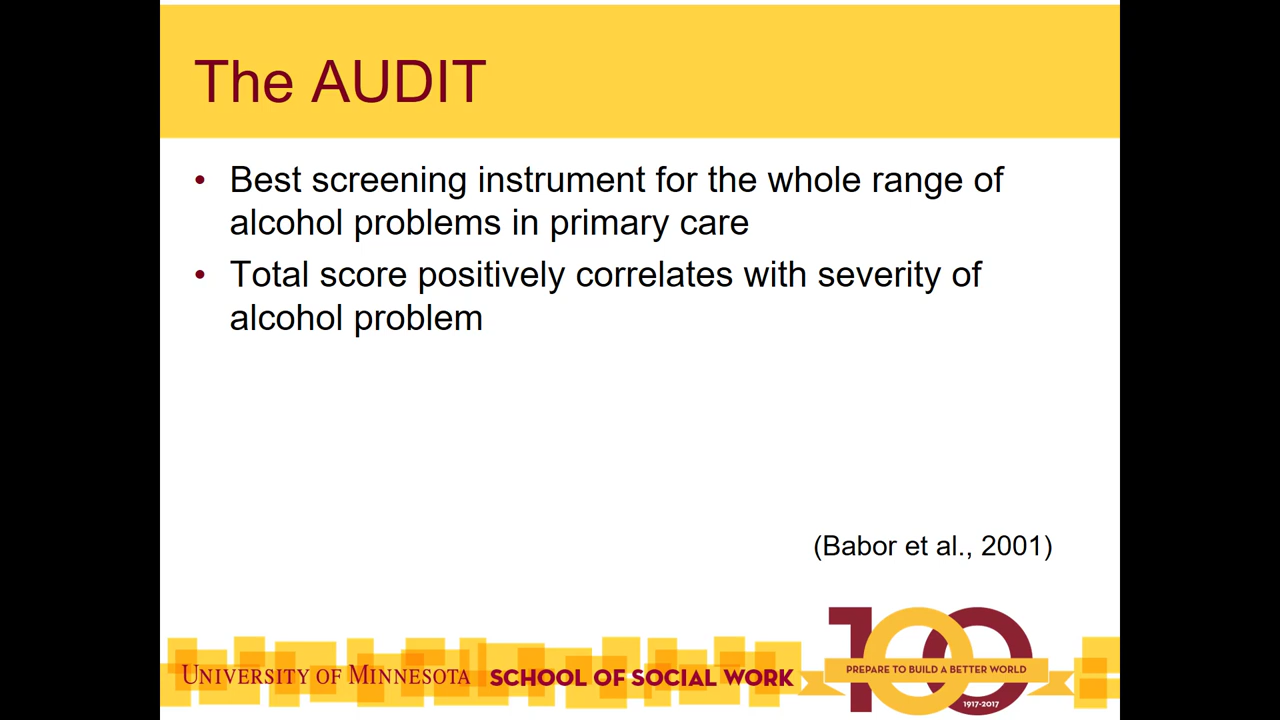 The AUDIT
• Best screening instrument for the whole range of
alcohol problems in primary care
• Total score positively correlates with severity of
alcohol problem
(Babor et al., 2001)
UNIVERSITY OF MINNESOTA SCHOOL OF SOCIAL WORK
100
PREPARE TO BUILD A BETTER WORLD
1917-2017